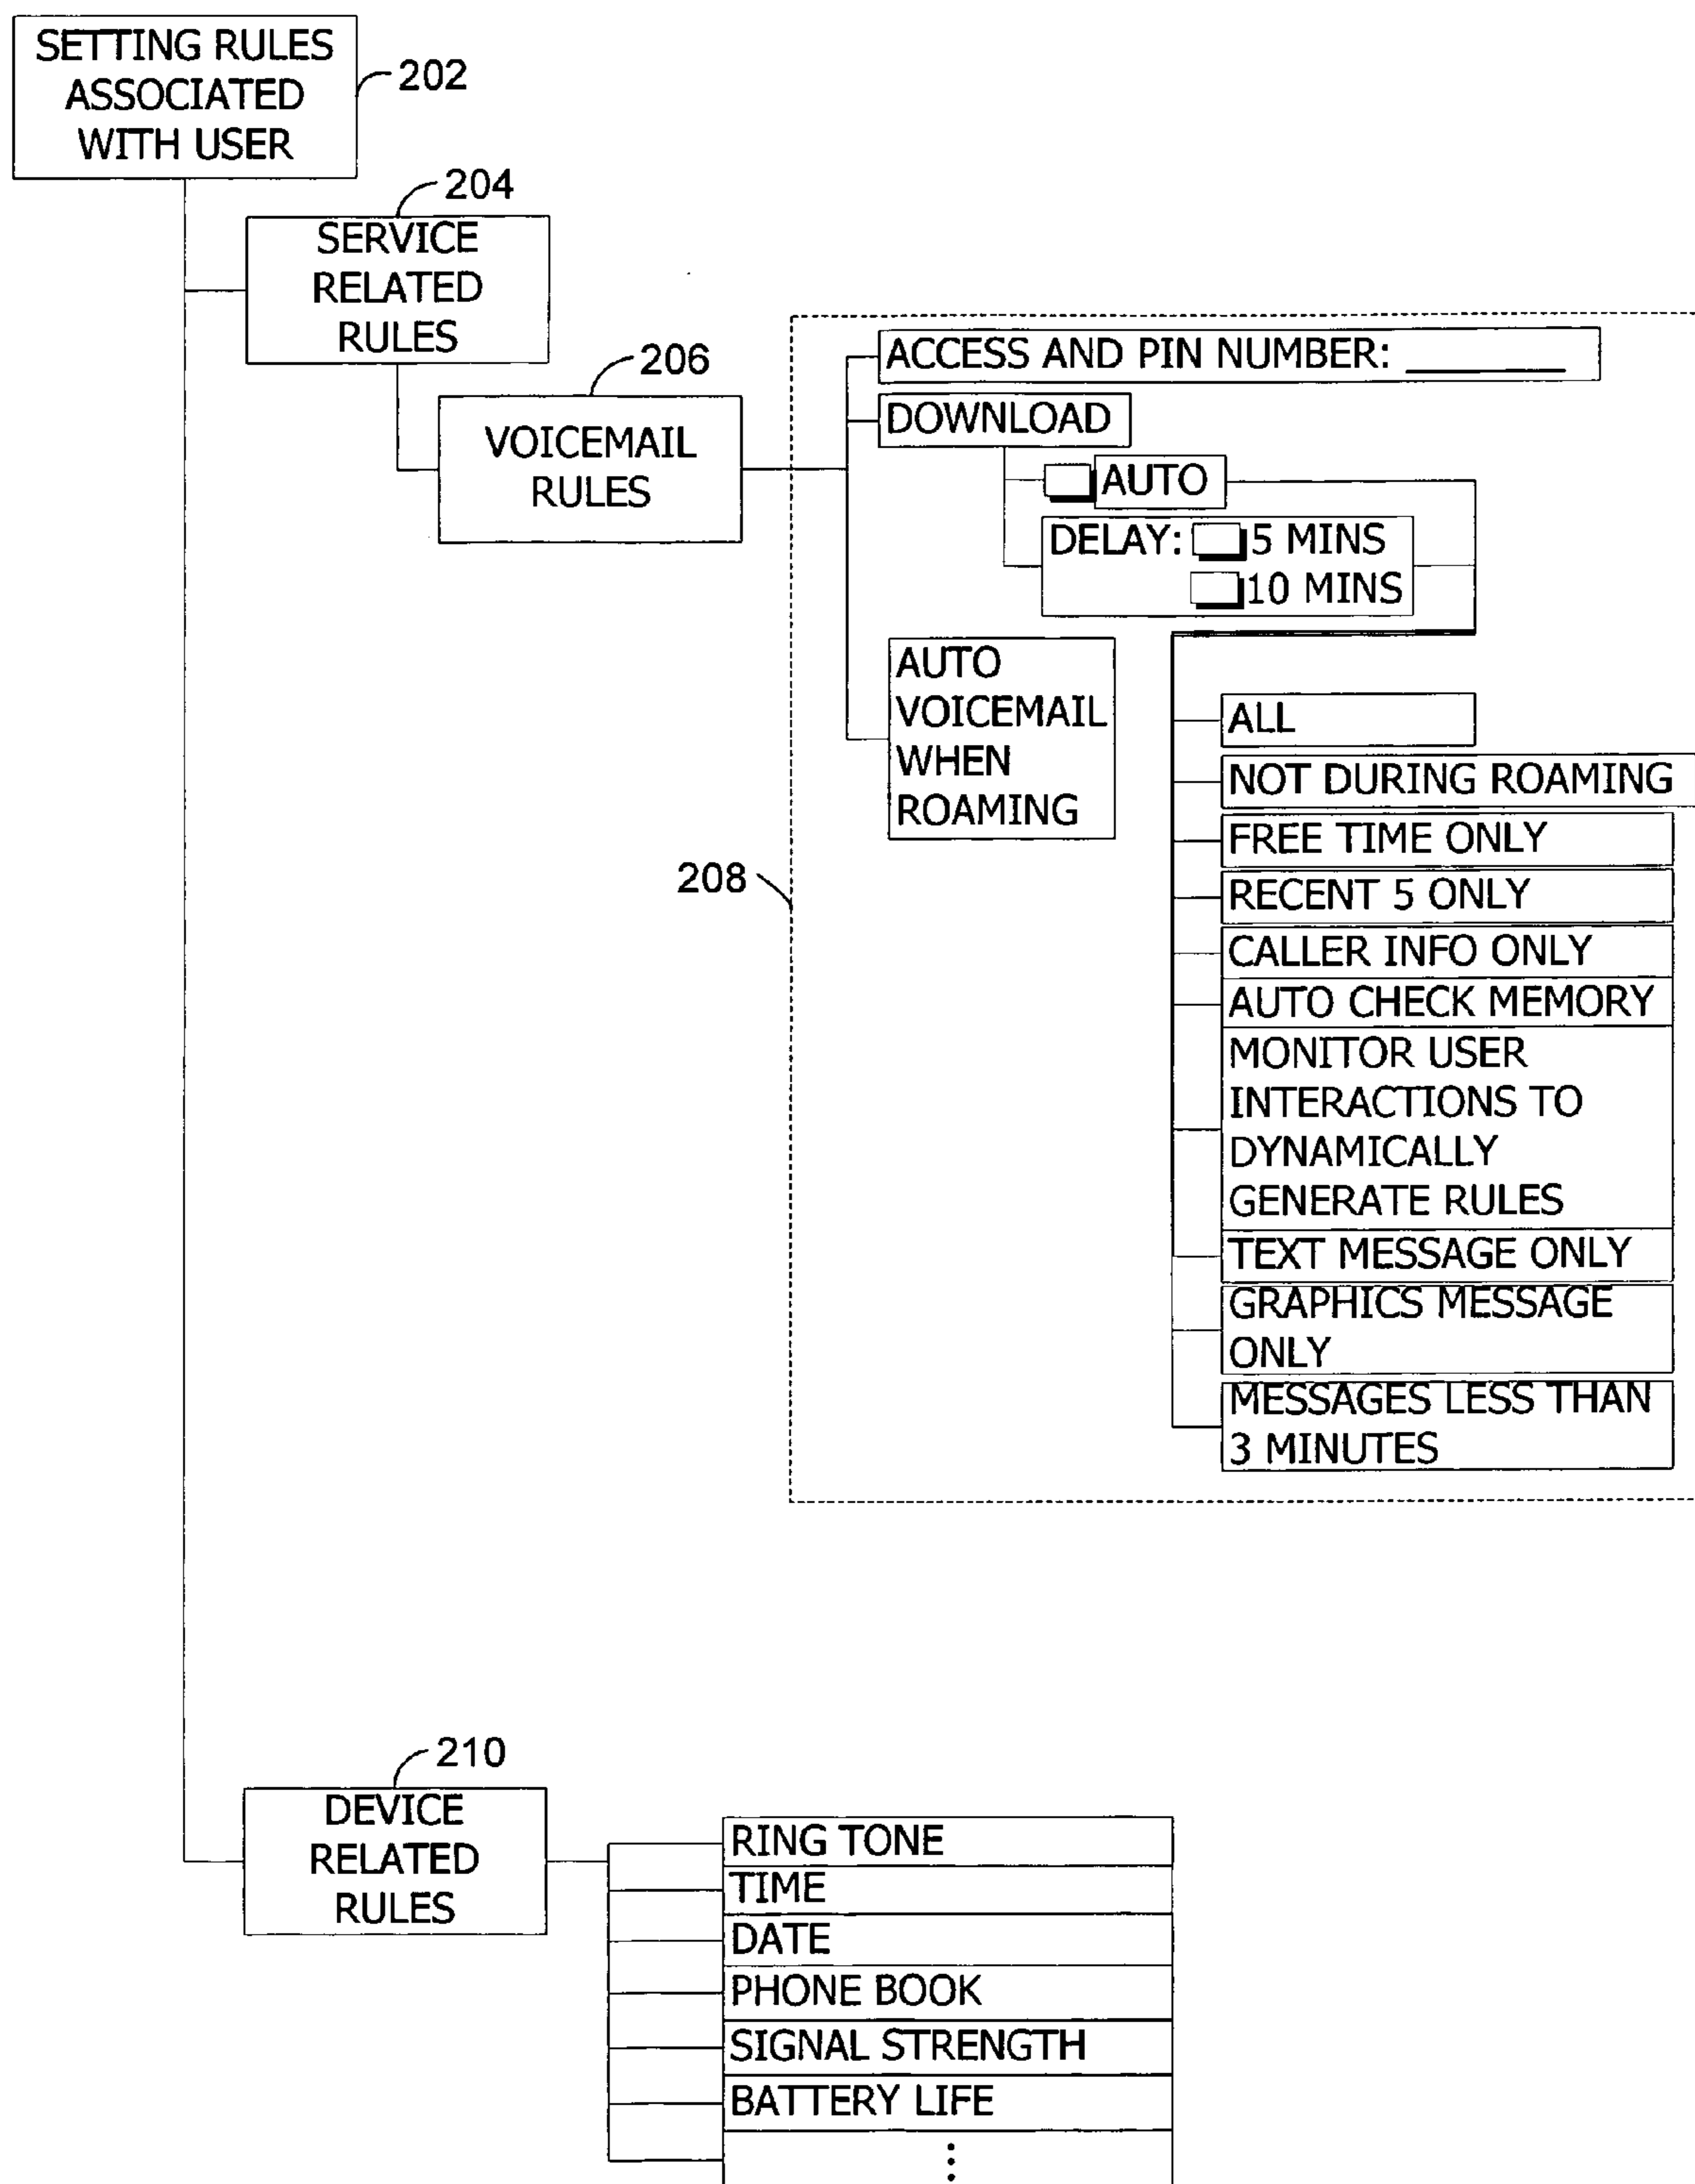 SETTING RULES
ASSOCIATED
WITH USER
202
204
SERVICE
RELATED
RULES
206
VOICEMAIL
RULES
208
ACCESS AND PIN NUMBER:
DOWNLOAD
AUTO
DELAY: 5 MINS
10 MINS
AUTO
VOICEMAIL
WHEN
ROAMING
ALL
NOT DURING ROAMING
FREE TIME ONLY
RECENT 5 ONLY
CALLER INFO ONLY
AUTO CHECK MEMORY
MONITOR USER
INTERACTIONS TO
DYNAMICALLY
GENERATE RULES
TEXT MESSAGE ONLY
GRAPHICS MESSAGE
ONLY
MESSAGES LESS THAN
3 MINUTES
210
DEVICE
RELATED
RULES
RING TONE
TIME
DATE
PHONE BOOK
SIGNAL STRENGTH
BATTERY LIFE
⋮